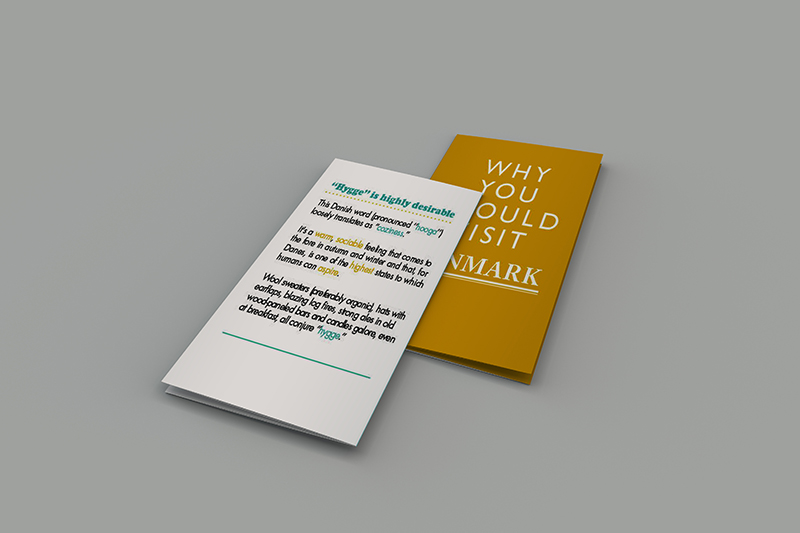 "Hygge" is highly desirable
This Danish word (pronounced "hooga")
loosely translates as "coziness."
It's a warm, sociable feeling that comes to
the fore in autumn and winter and that, for
Danes, is one of the highest states to which
humans can aspire.
Wool sweaters (preferably organic), hats with
earflaps, blazing log fires, strong ales in old
wood-paneled bars and candles galore, even
at breakfast, all conjure "hygge."
WHY
YOU
OULD
ISIT
NMARK